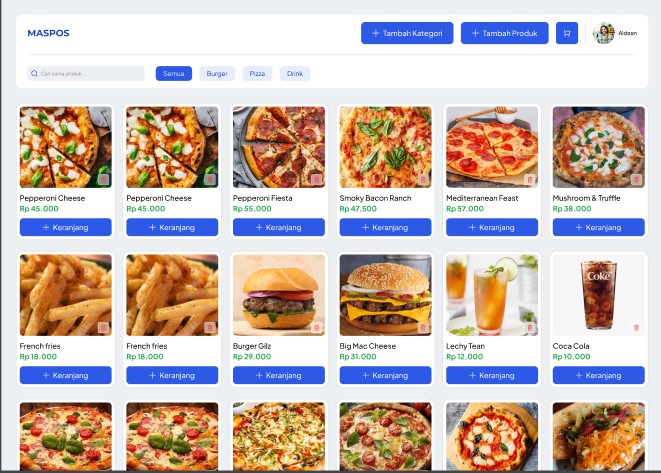 MASPOS
Tambah Kategori
Tambah Produk
Aldean
Cari nama produk ...
Semua
Burger
Pizza
Drink
Pepperoni Cheese
Rp 45.000
Keranjang
Pepperoni Cheese
Rp 45.000
Keranjang
Pepperoni Fiesta
Rp 55.000
Keranjang
Smoky Bacon Ranch
Rp 47.500
Keranjang
Mediterranean Feast
Rp 57.000
Keranjang
Mushroom & Truffle
Rp 38.000
Keranjang
French fries
Rp 18.000
Keranjang
French fries
Rp 18.000
Keranjang
Burger Gilz
Rp 29.000
Keranjang
Big Mac Cheese
Rp 31.000
Keranjang
Lechy Tean
Rp 12.000
Keranjang
Coke
Coca Cola
Rp 10.000
Keranjang